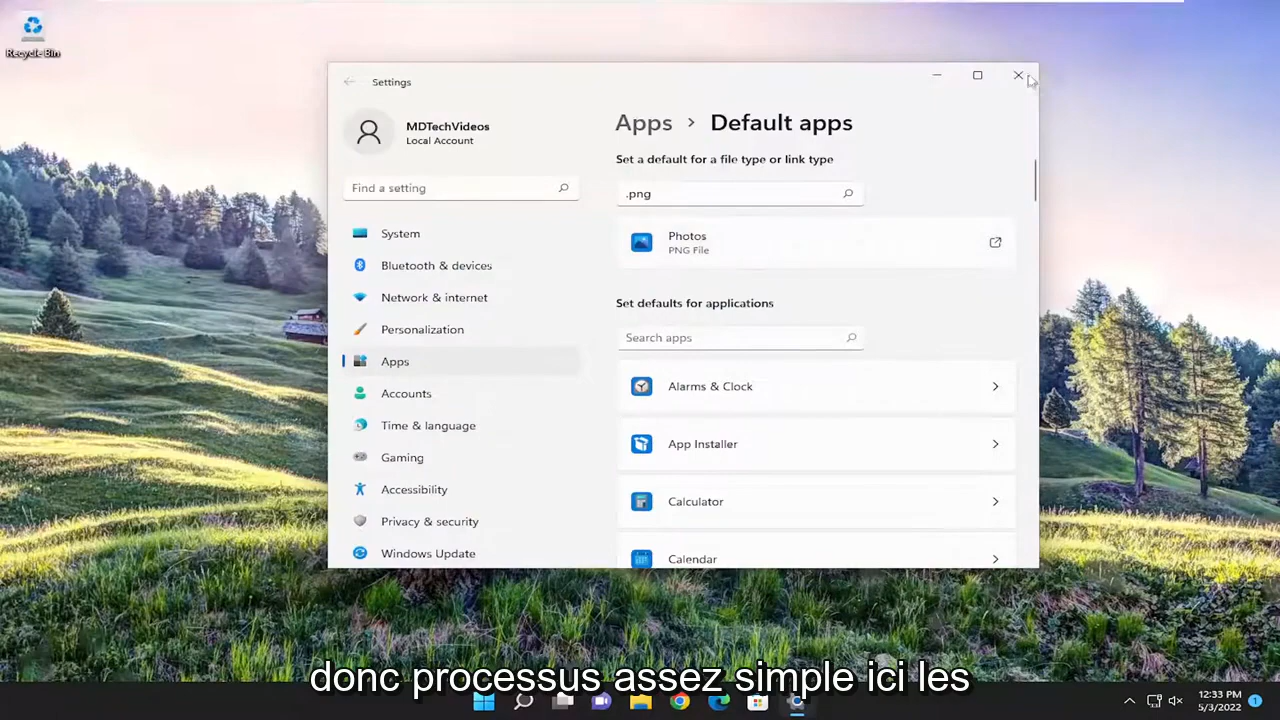 Recycle Bin
Settings
MDTechVideos
Local Account
Find a setting
System
Bluetooth & devices
Network & internet
Personalization
Apps
Accounts
Time & language
Gaming
Accessibility
Privacy & security
Windows Update
Apps > Default apps
Set a default for a file type or link type
.png
Photos
PNG File
Set defaults for applications
Search apps
Alarms & Clock
App Installer
Calculator
Calendar
donc processus assez simple ici les
12:33 PM
5/3/2022
1